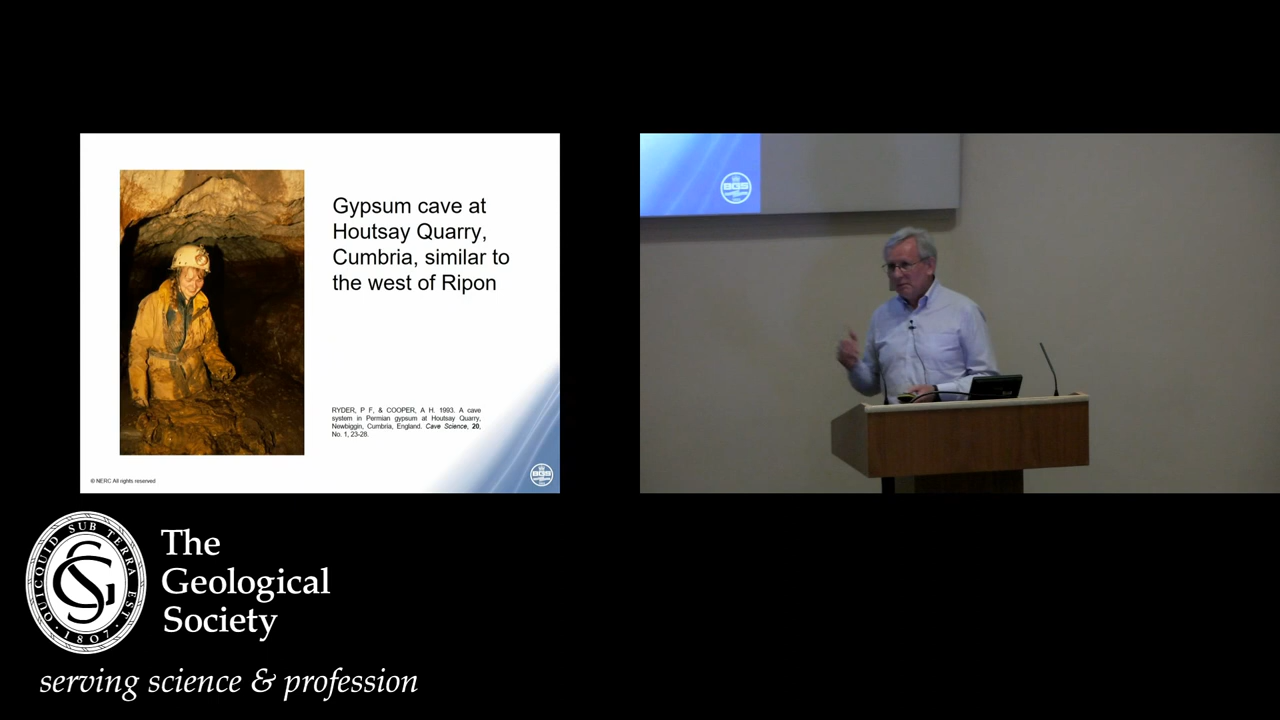 Gypsum cave at
Houtsay Quarry,
Cumbria, similar to
the west of Ripon
RYDER, P F, & COOPER, A H. 1993. A cave
system in Permian gypsum at Houtsay Quarry,
Newbiggin, Cumbria, England. Cave Science, 20,
No. 1, 23-28.
© NERC All rights reserved
BGS
BGS
QUICQUID SUB TERRA EST
· 1807 ·
The
Geological
Society
serving science & profession